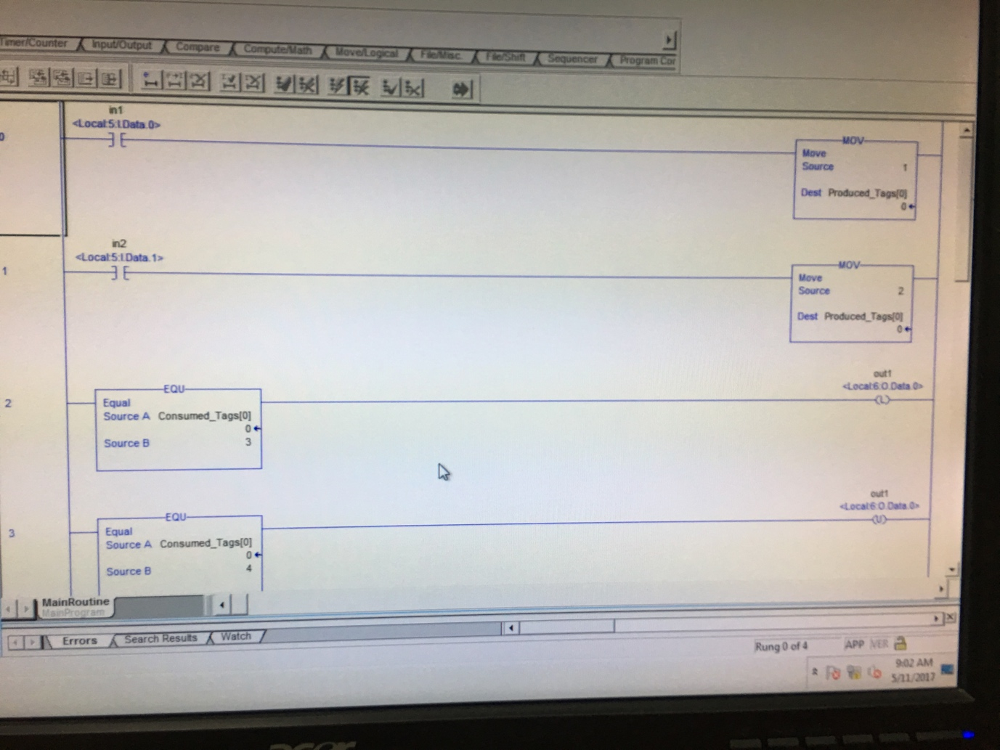 Timer/Counter Input/Output Compare Compute/Math Move/Logical File/Misc. File/Shift Sequencer Program Con
in1
<Local:5:I.Data.0>
0
MOV
Move
Source 1
Dest Produced_Tags[0]
0
in2
<Local:5:I.Data.1>
1
MOV
Move
Source 2
Dest Produced_Tags[0]
0
2
EQU
Equal
Source A Consumed_Tags[0]
0
Source B 3
out1
<Local:6:O.Data.0>
L
3
EQU
Equal
Source A Consumed_Tags[0]
0
Source B 4
out1
<Local:6:O.Data.0>
U
MainRoutine
MainProgram
Errors Search Results Watch
Rung 0 of 4 APP VER
9:02 AM
5/11/2017
acer